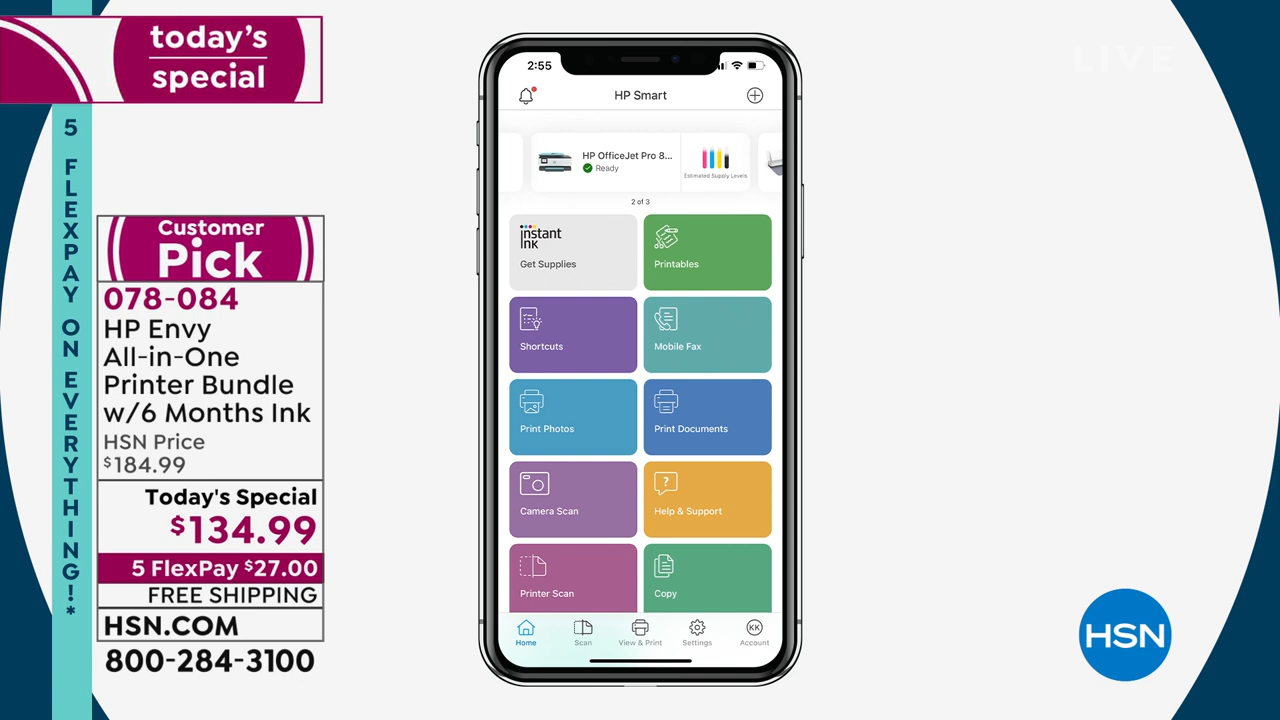 today's
special
LIVE
5 FLEXPAY ON EVERYTHING!*
Customer
Pick
078-084
HP Envy
All-in-One
Printer Bundle
w/6 Months Ink
HSN Price
$184.99
Today's Special
$134.99
5 FlexPay $27.00
FREE SHIPPING
HSN.COM
800-284-3100
2:55
HP Smart
HP OfficeJet Pro 8...
Ready
Estimated Supply Levels
2 of 3
instant
ink
Get Supplies
Printables
Shortcuts
Mobile Fax
Print Photos
Print Documents
Camera Scan
?
Help & Support
Printer Scan
Copy
KK
Home
Scan
View & Print
Settings
Account
HSN